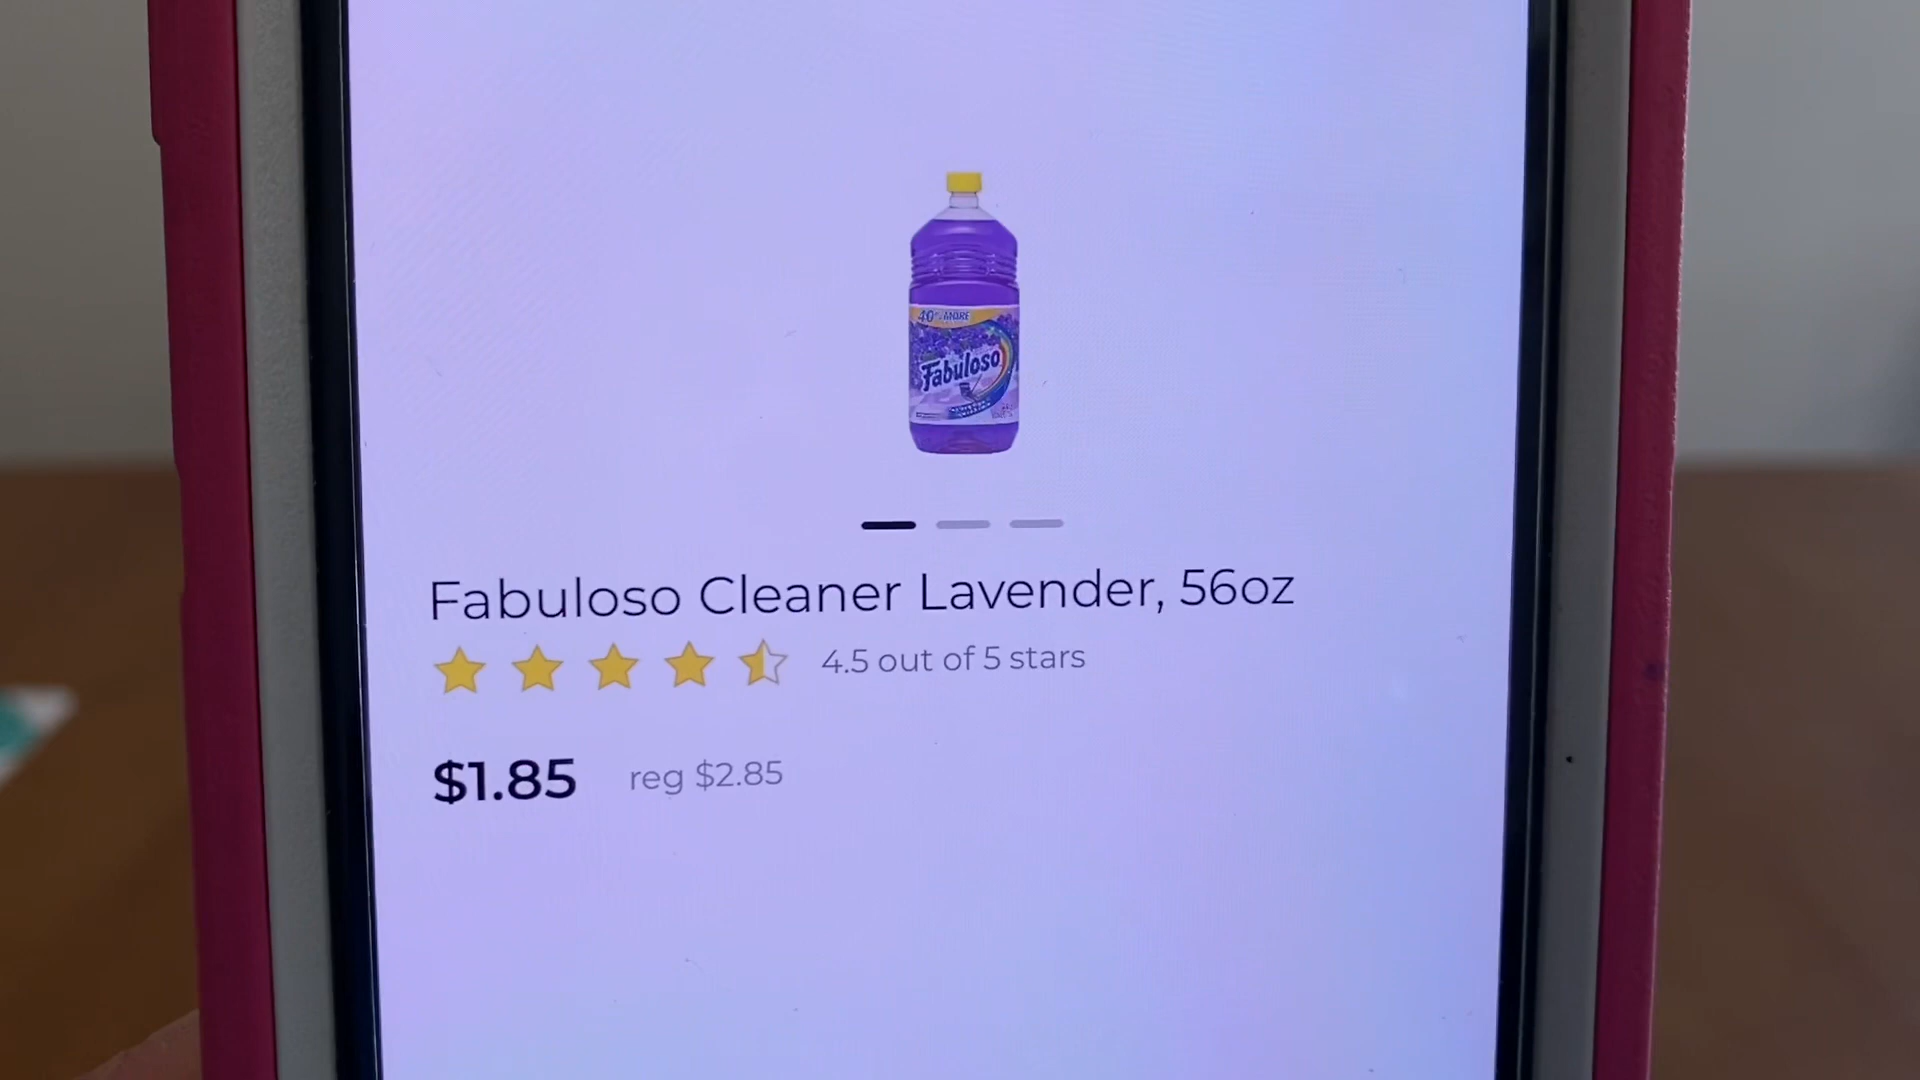 40% MORE
Fabuloso
Fabuloso Cleaner Lavender, 56oz
4.5 out of 5 stars
$1.85 reg $2.85